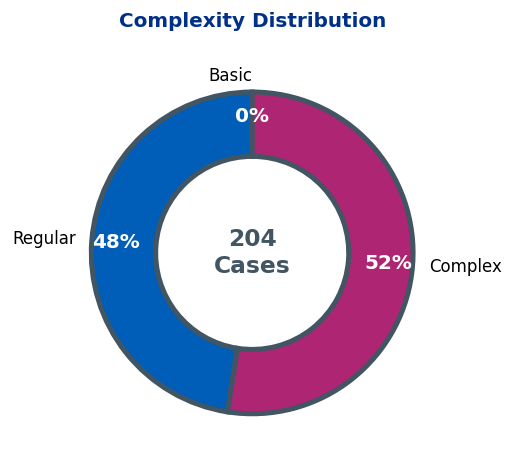 Complexity Distribution
Basic
0%
Regular
48%
204
Cases
52%
Complex